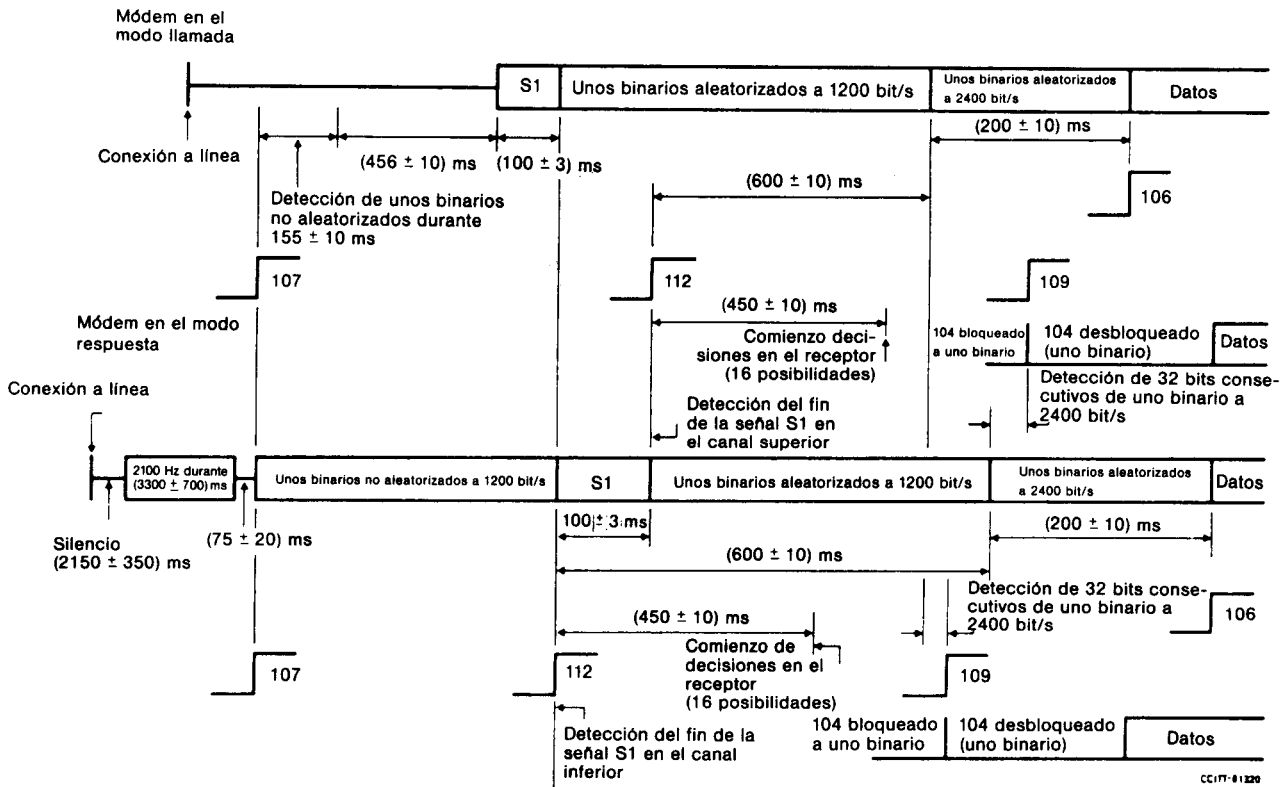 Módem en el
modo llamada
S1
Unos binarios aleatorizados a 1200 bit/s
Unos binarios aleatorizados
a 2400 bit/s
Datos
Conexión a línea
(456 ± 10) ms
(100 ± 3) ms
(200 ± 10) ms
Detección de unos binarios
no aleatorizados durante
155 ± 10 ms
(600 ± 10) ms
106
107
112
109
Módem en el modo
respuesta
(450 ± 10) ms
Comienzo deci-
siones en el receptor
(16 posibilidades)
104 bloqueado
a uno binario
104 desbloqueado
(uno binario)
Datos
Conexión a línea
Detección del fin
de la señal S1 en
el canal superior
Detección de 32 bits conse-
cutivos de uno binario a
2400 bit/s
2100 Hz durante
(3300 ± 700) ms
Unos binarios no aleatorizados a 1200 bit/s
S1
Unos binarios aleatorizados a 1200 bit/s
Unos binarios aleatorizados
a 2400 bit/s
Datos
Silencio
(2150 ± 350) ms
(75 ± 20) ms
100 ± 3 ms
(200 ± 10) ms
(600 ± 10) ms
Detección de 32 bits conse-
cutivos de uno binario a
2400 bit/s
106
(450 ± 10) ms
Comienzo de
decisiones en el
receptor
(16 posibilidades)
107
112
109
Detección del fin de la
señal S1 en el canal
inferior
104 bloqueado
a uno binario
104 desbloqueado
(uno binario)
Datos
CCITT-81320